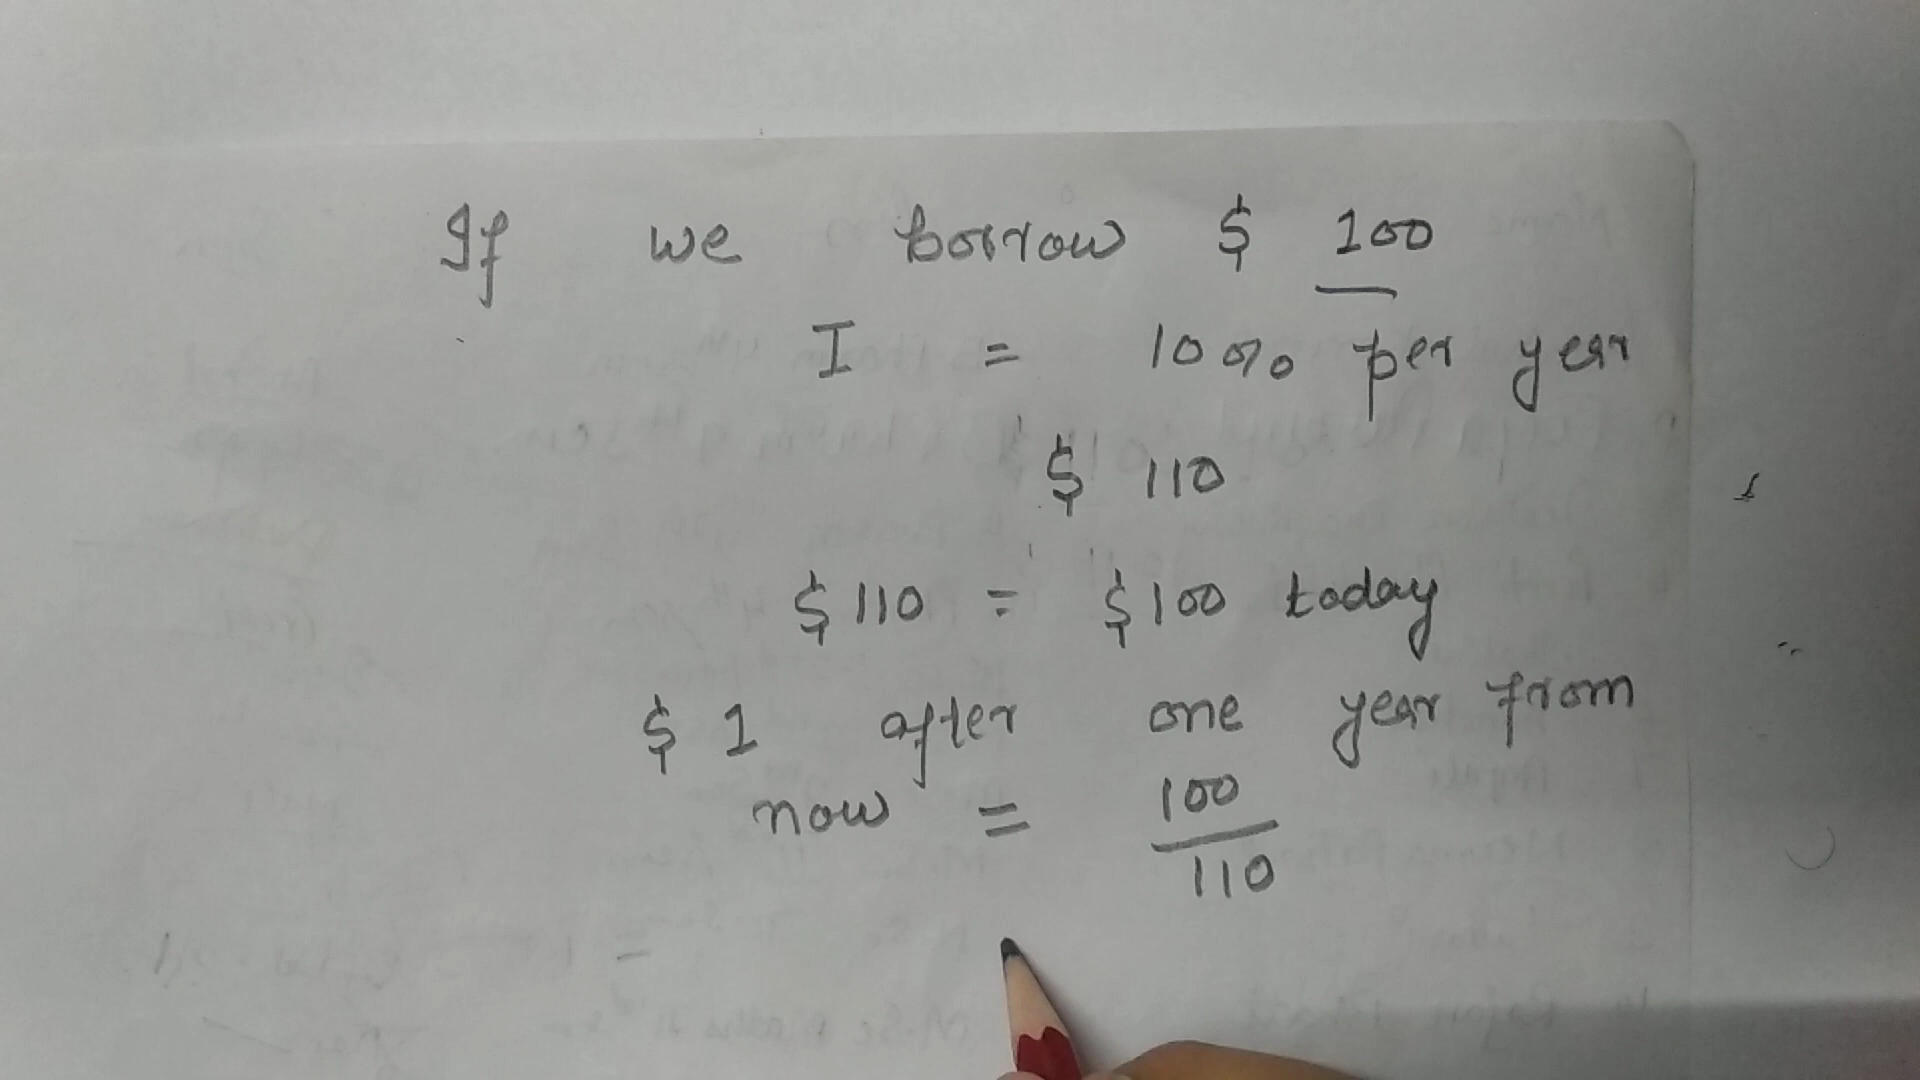 If we borrow $ 100
I = 10% per year
$ 110
$110 = $100 today
$ 1 after one year from
now = 100
110